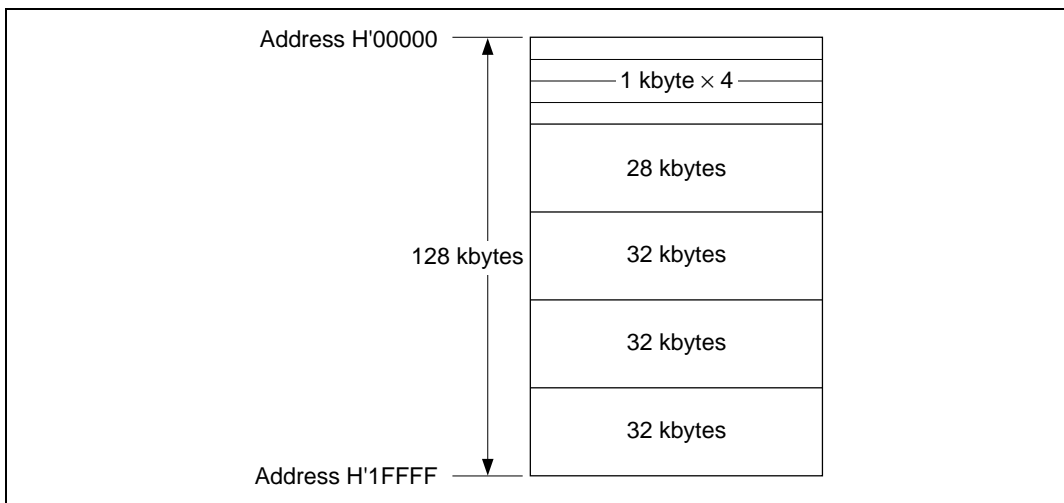 Address H'00000
1 kbyte × 4
28 kbytes
128 kbytes
32 kbytes
32 kbytes
32 kbytes
Address H'1FFFF